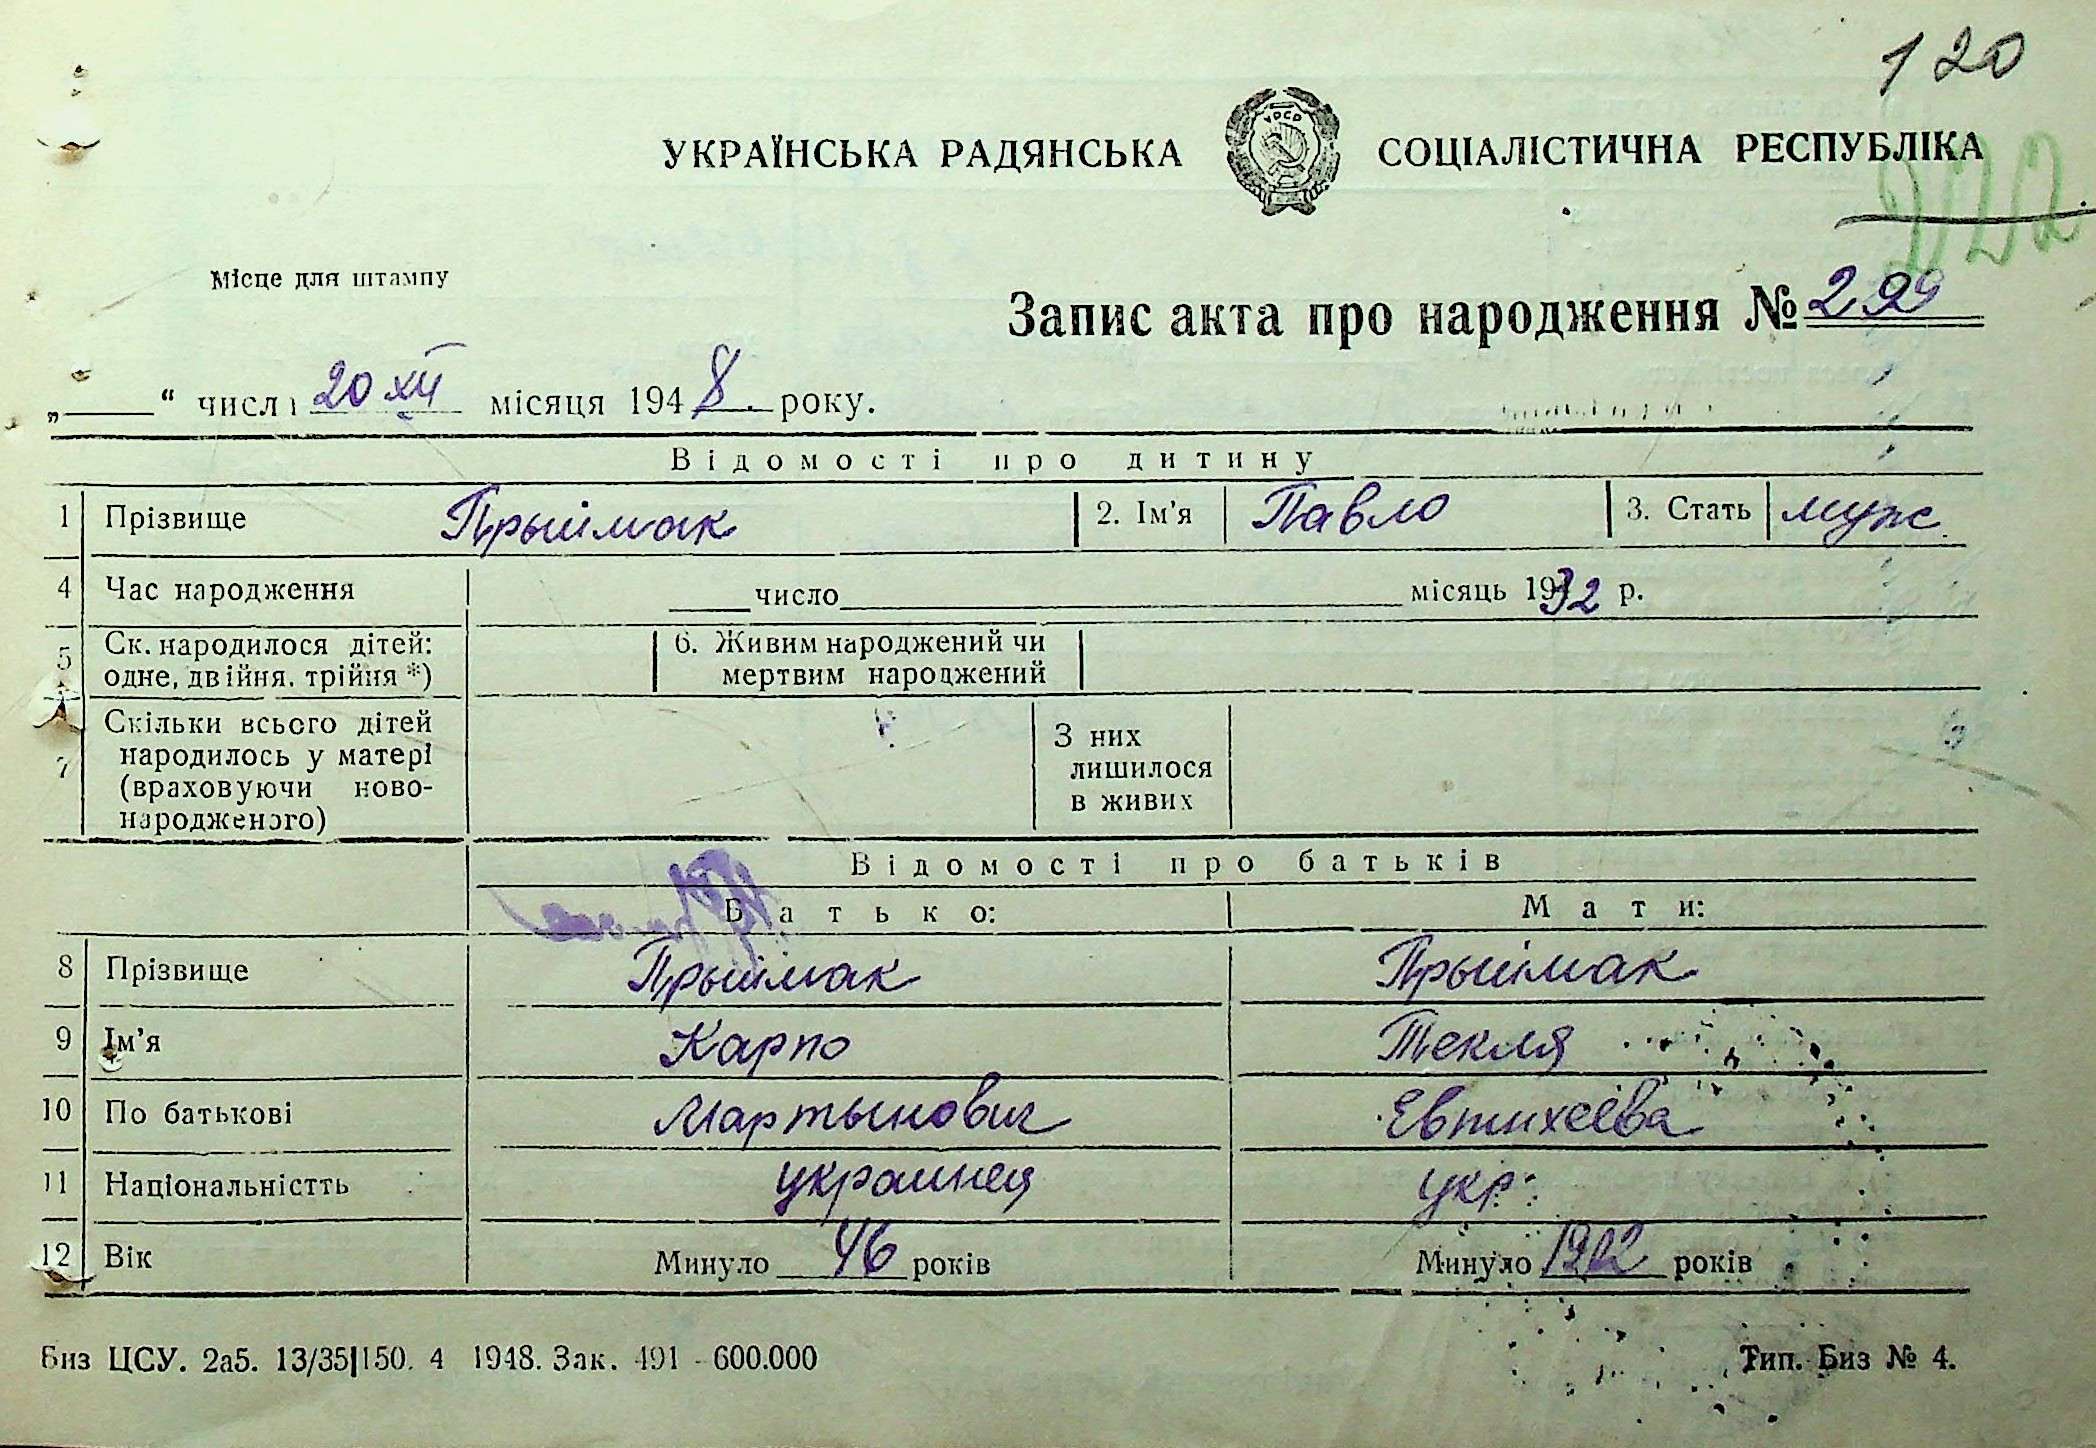 120
УКРАЇНСЬКА РАДЯНСЬКА УРСР СОЦІАЛІСТИЧНА РЕСПУБЛІКА
222
Місце для штампу
Запис акта про народження № 299
„ “ числа 20 XII місяця 1948 року.
Відомості про дитину
1 Прізвище Прыймак 2. Ім'я Павло 3. Стать муж.
4 Час народження число місяць 1932 р.
5 Ск. народилося дітей: одне, двійня, трійня *) 6. Живим народжений чи мертвим народжений
7 Скільки всього дітей народилось у матері (враховуючи новонародженого) З них лишилося в живих
Відомості про батьків
Батько: Мати:
8 Прізвище Прыймак Прыймак
9 Ім'я Карпо Текля
10 По батькові Мартынович Евтихеева
11 Національністть украинец укр.
12 Вік Минуло 46 років Минуло 1902 років
Биз ЦСУ. 2а5. 13/35|150. 4 1948. Зак. 491 - 600.000 Тип. Биз № 4.